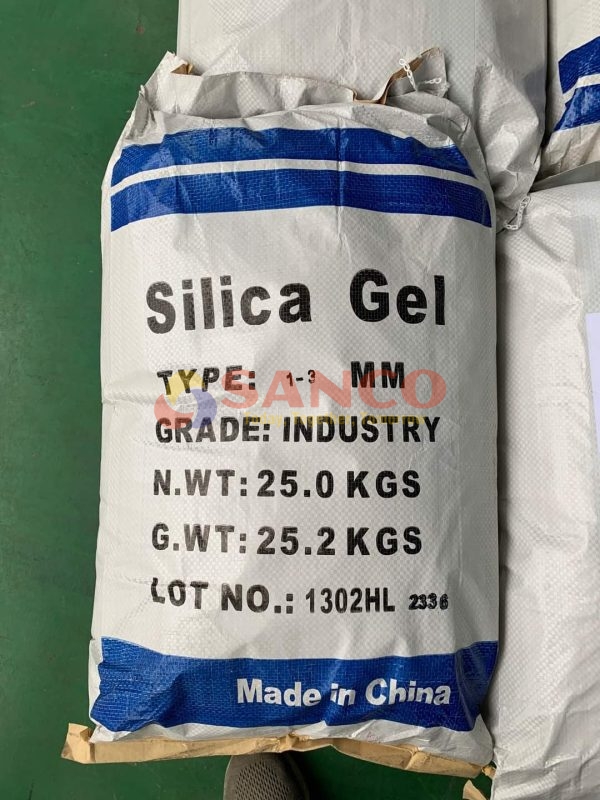 Silica Gel
TYPE: 1-3 MM
SANCO
GRADE: INDUSTRY
N.WT: 25.0 KGS
G.WT: 25.2 KGS
LOT NO.: 1302HL 2336
Made in China